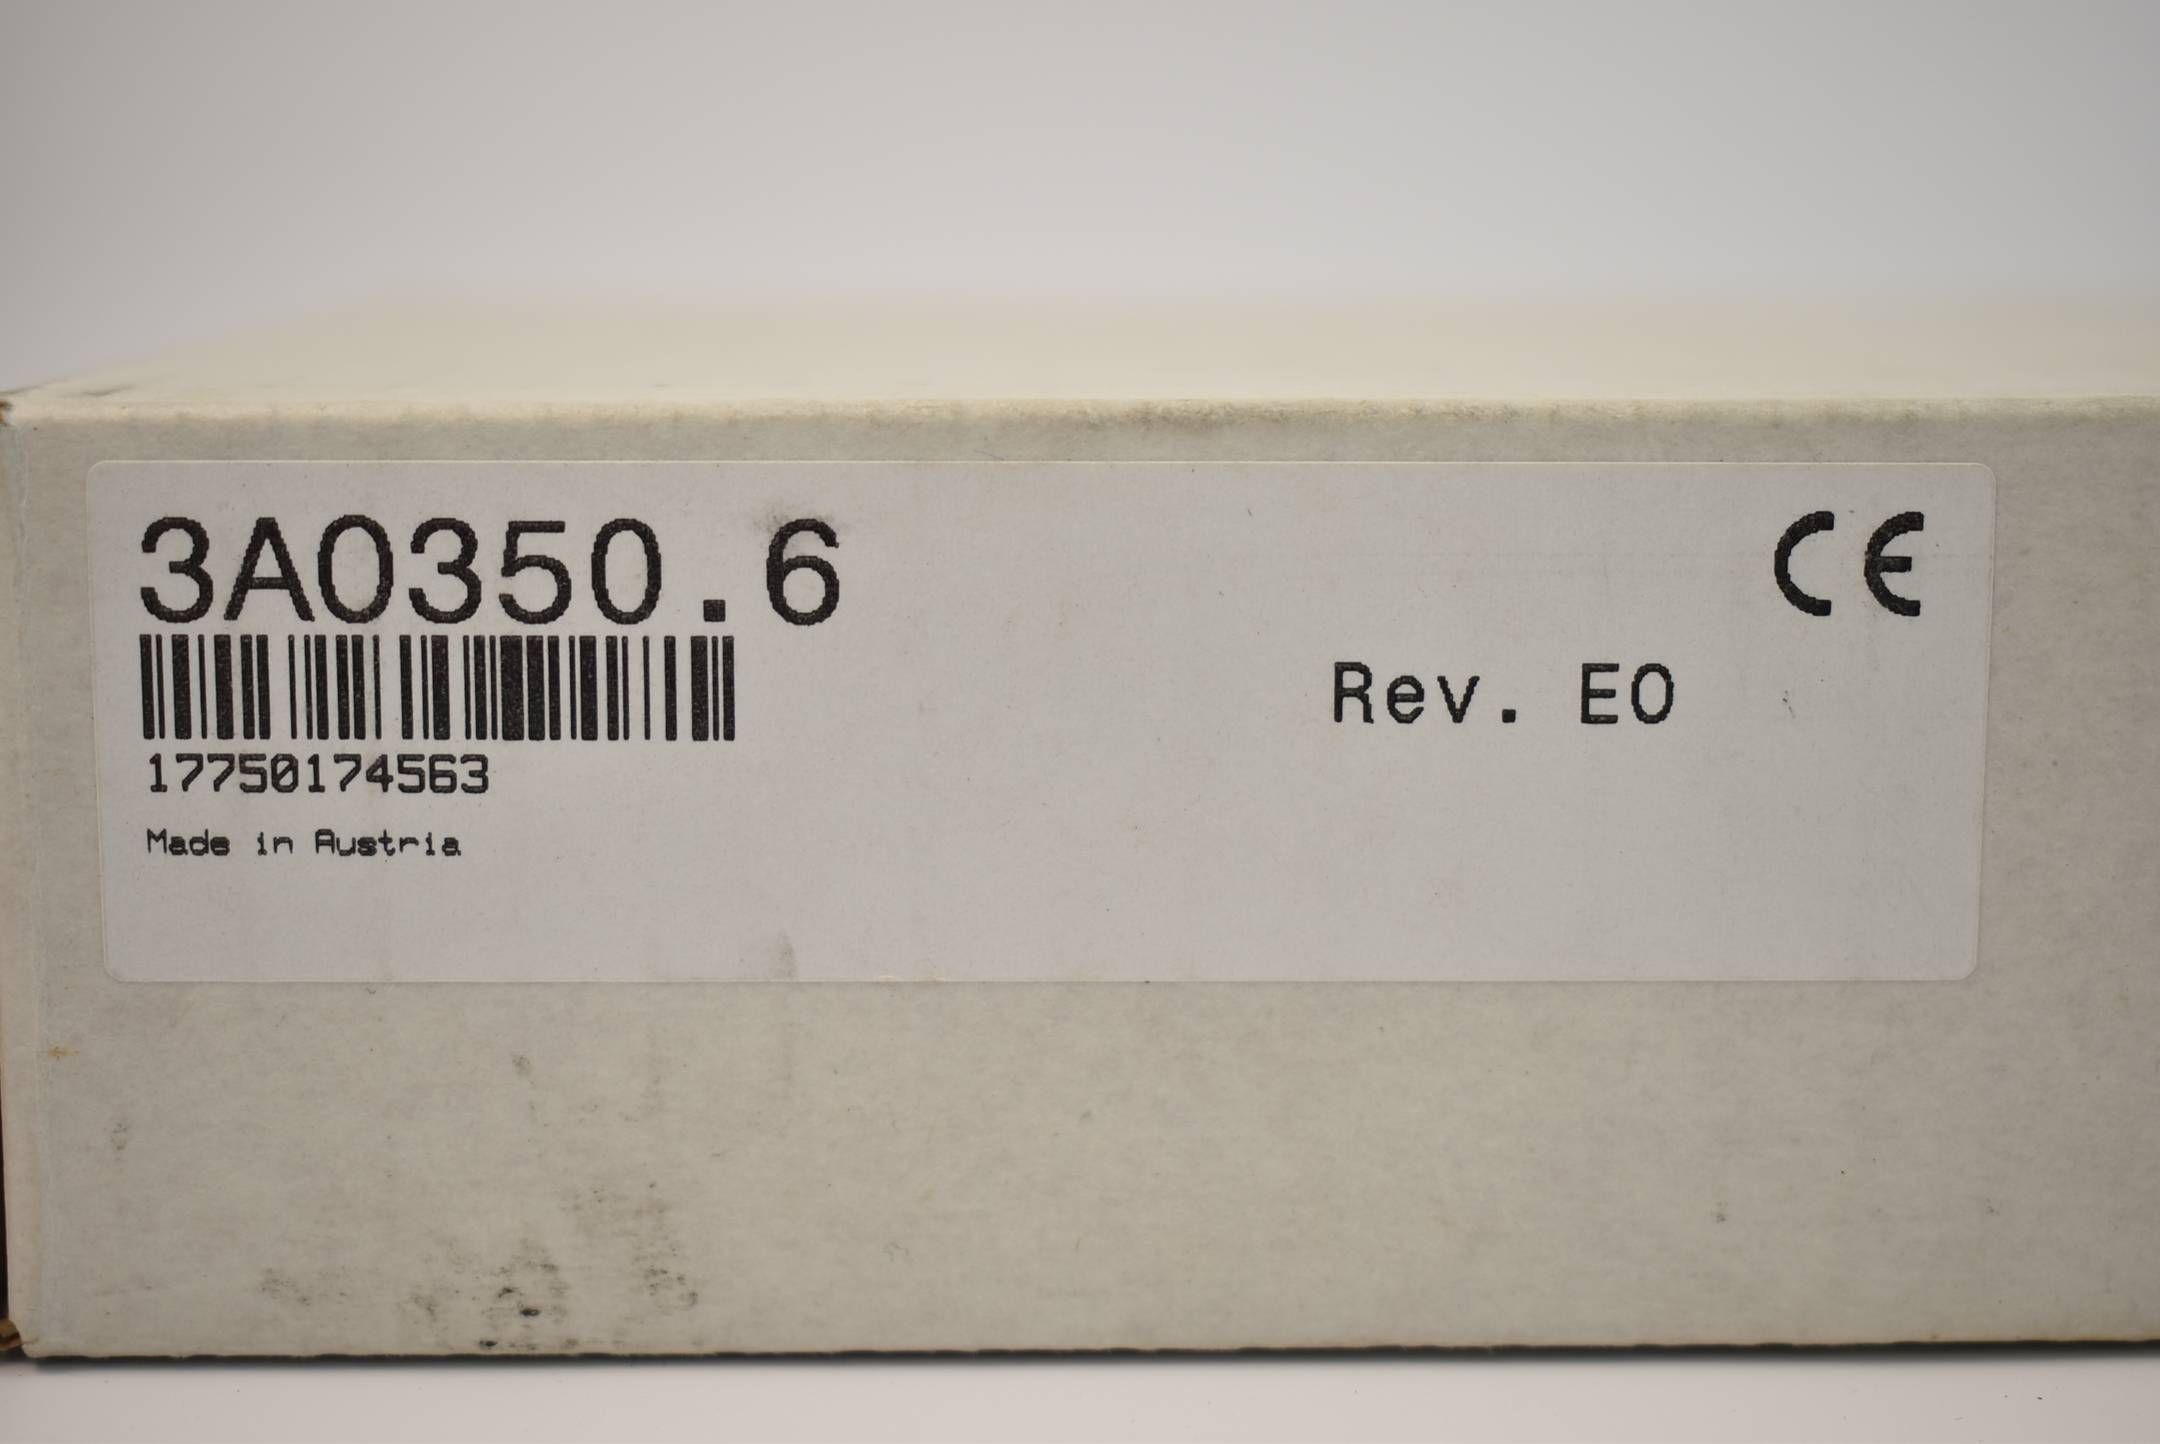 3A0350.6
CE
Rev. E0
17750174563
Made in Austria